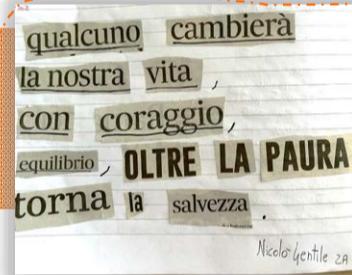 qualcuno cambierà
la nostra vita,
con coraggio,
equilibrio, OLTRE LA PAURA
torna la salvezza.
Nicolò Gentile 2A